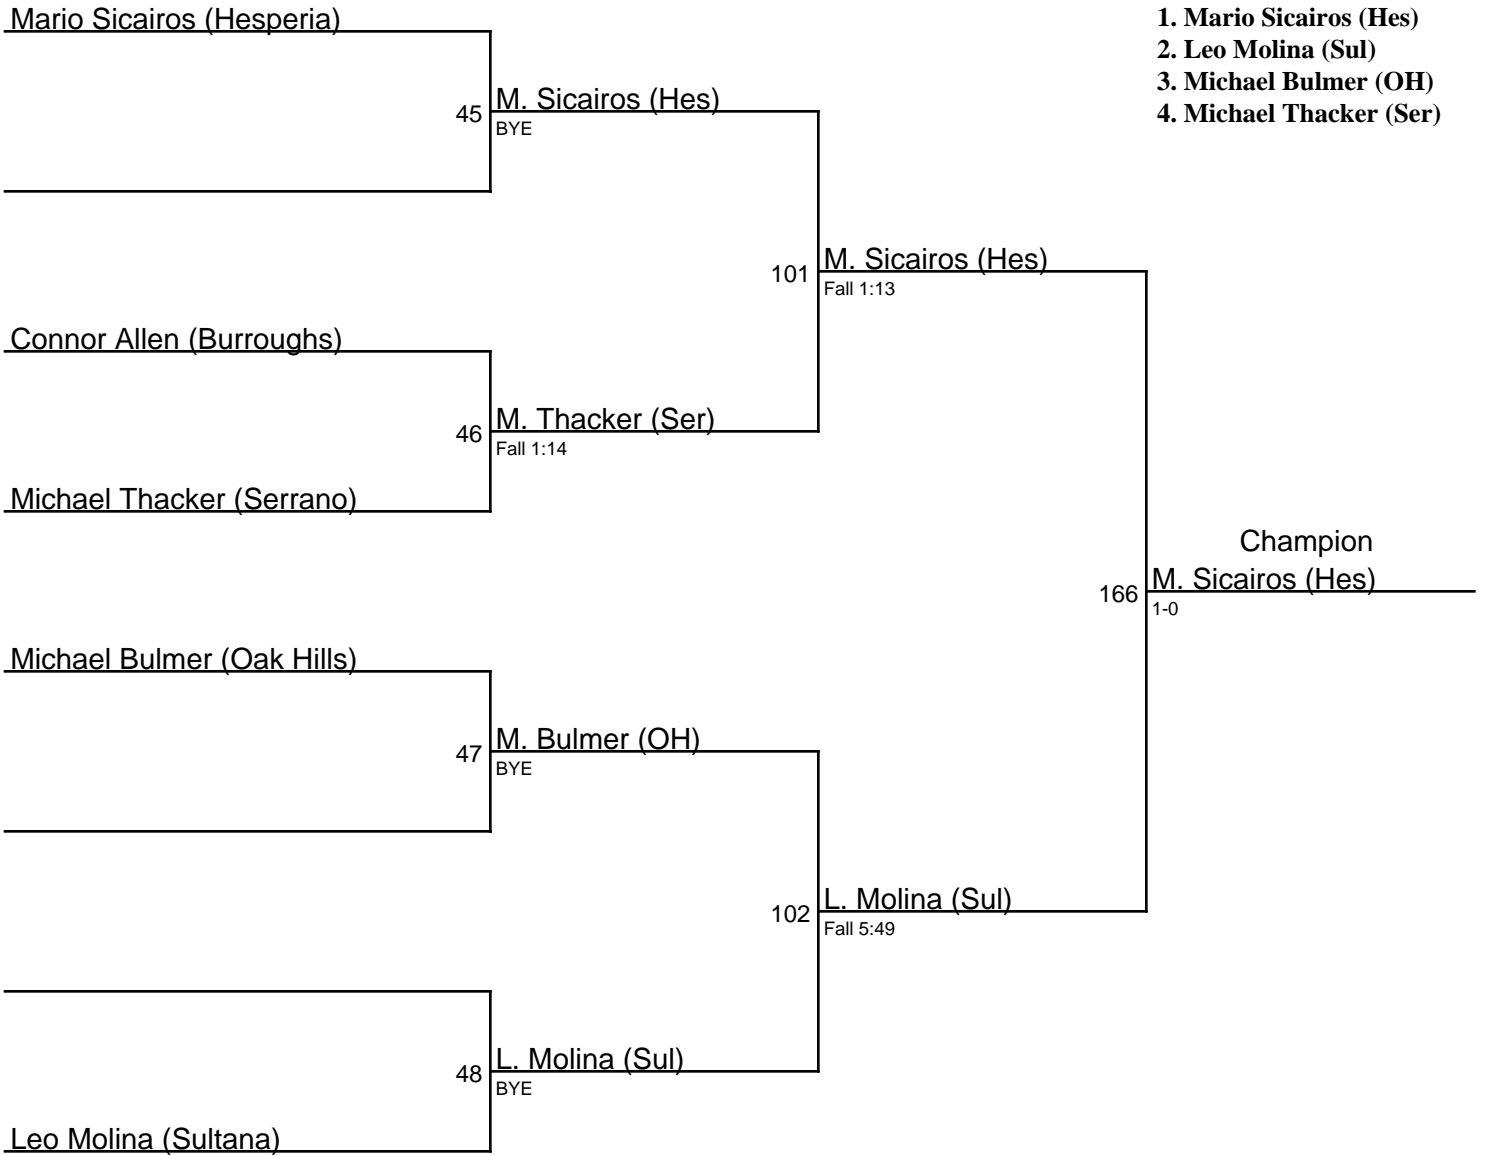 Mario Sicairos (Hesperia)
1. Mario Sicairos (Hes)
2. Leo Molina (Sul)
3. Michael Bulmer (OH)
4. Michael Thacker (Ser)
45
M. Sicairos (Hes)
BYE
101
M. Sicairos (Hes)
Fall 1:13
Connor Allen (Burroughs)
46
M. Thacker (Ser)
Fall 1:14
Michael Thacker (Serrano)
Champion
166
M. Sicairos (Hes)
1-0
Michael Bulmer (Oak Hills)
47
M. Bulmer (OH)
BYE
102
L. Molina (Sul)
Fall 5:49
48
L. Molina (Sul)
BYE
Leo Molina (Sultana)